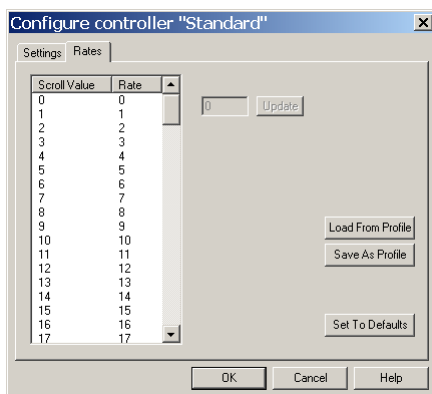 Configure controller "Standard"
Settings Rates
Scroll Value Rate
0 0
0 Update
1 1
2 2
3 3
4 4
5 5
6 6
7 7
8 8
9 9
Load From Profile
10 10
11 11
Save As Profile
12 12
13 13
14 14
15 15
16 16
Set To Defaults
17 17
OK Cancel Help